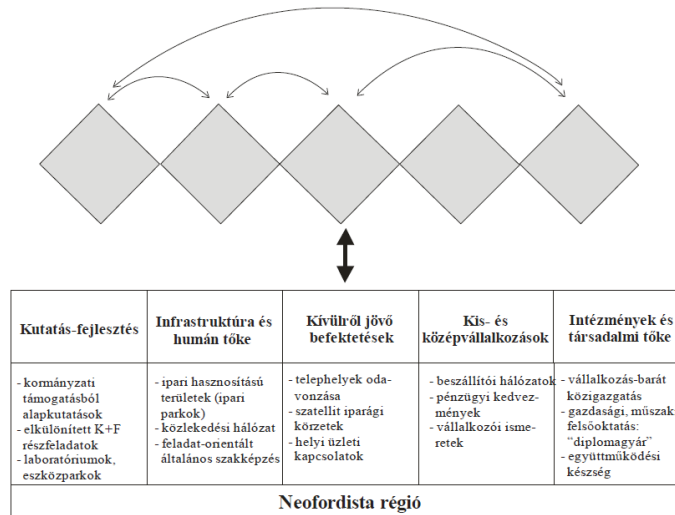 Kutatás-fejlesztés
Infrastruktúra és
humán tőke
Kívülről jövő
befektetések
Kis- és
középvállalkozások
Intézmények és
társadalmi tőke
- kormányzati
támogatásból
alapkutatások
- elkülönített K+F
részfeladatok
- laboratóriumok,
eszközparkok
- ipari hasznosítású
területek (ipari
parkok)
- közlekedési hálózat
- feladat-orientált
általános szakképzés
- telephelyek oda-
vonzása
- szatellit iparági
körzetek
- helyi üzleti
kapcsolatok
- beszállítói hálózatok
- pénzügyi kedvez-
mények
- vállalkozói isme-
retek
- vállalkozás-barát
közigazgatás
- gazdasági, műszaki
felsőoktatás:
“diplomagyár”
- együttműködési
készség
Neofordista régió